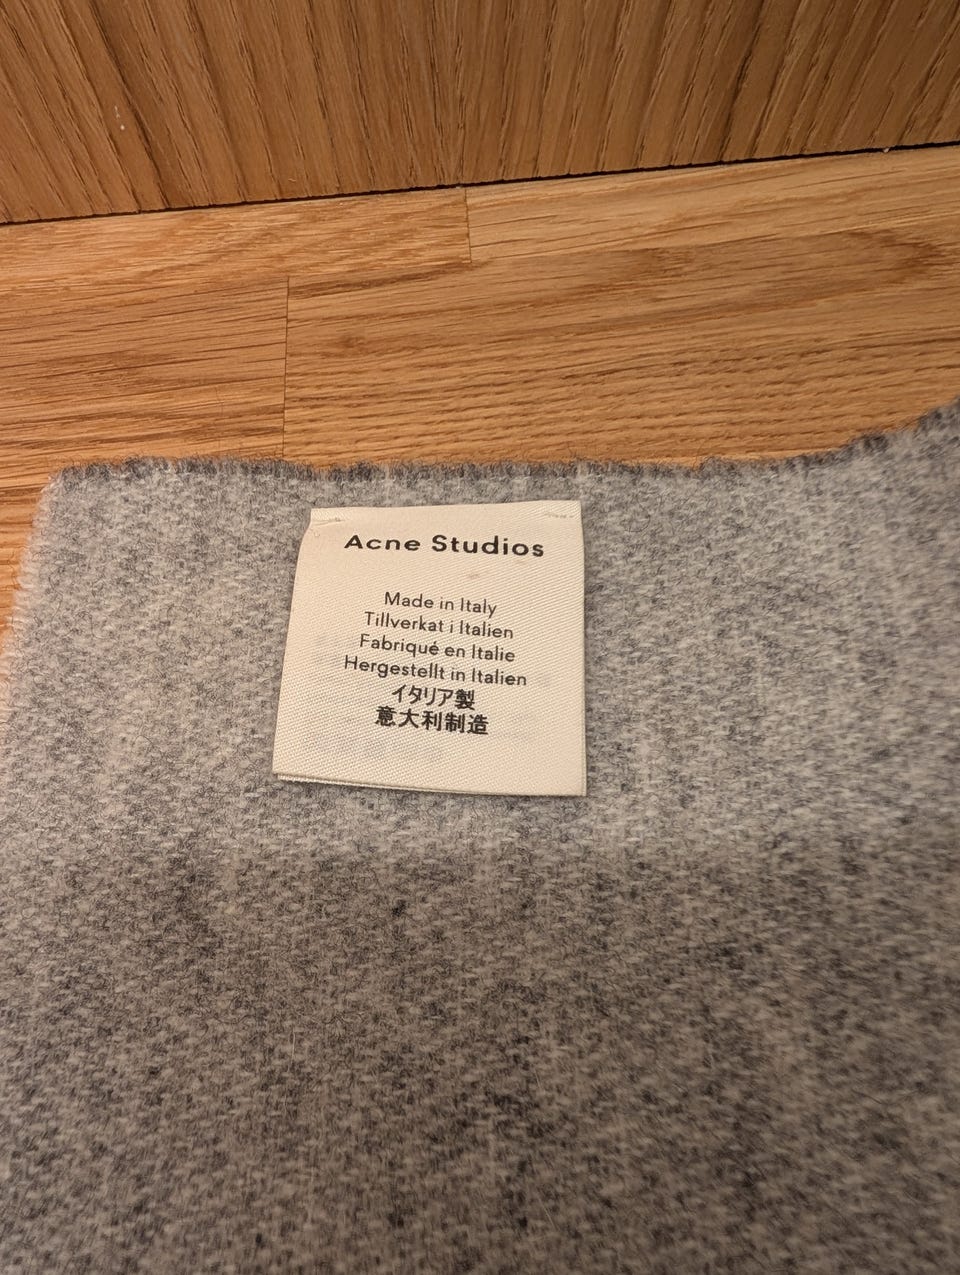 Acne Studios
Made in Italy
Tillverkat i Italien
Fabriqué en Italie
Hergestellt in Italien
イタリア製
意大利制造